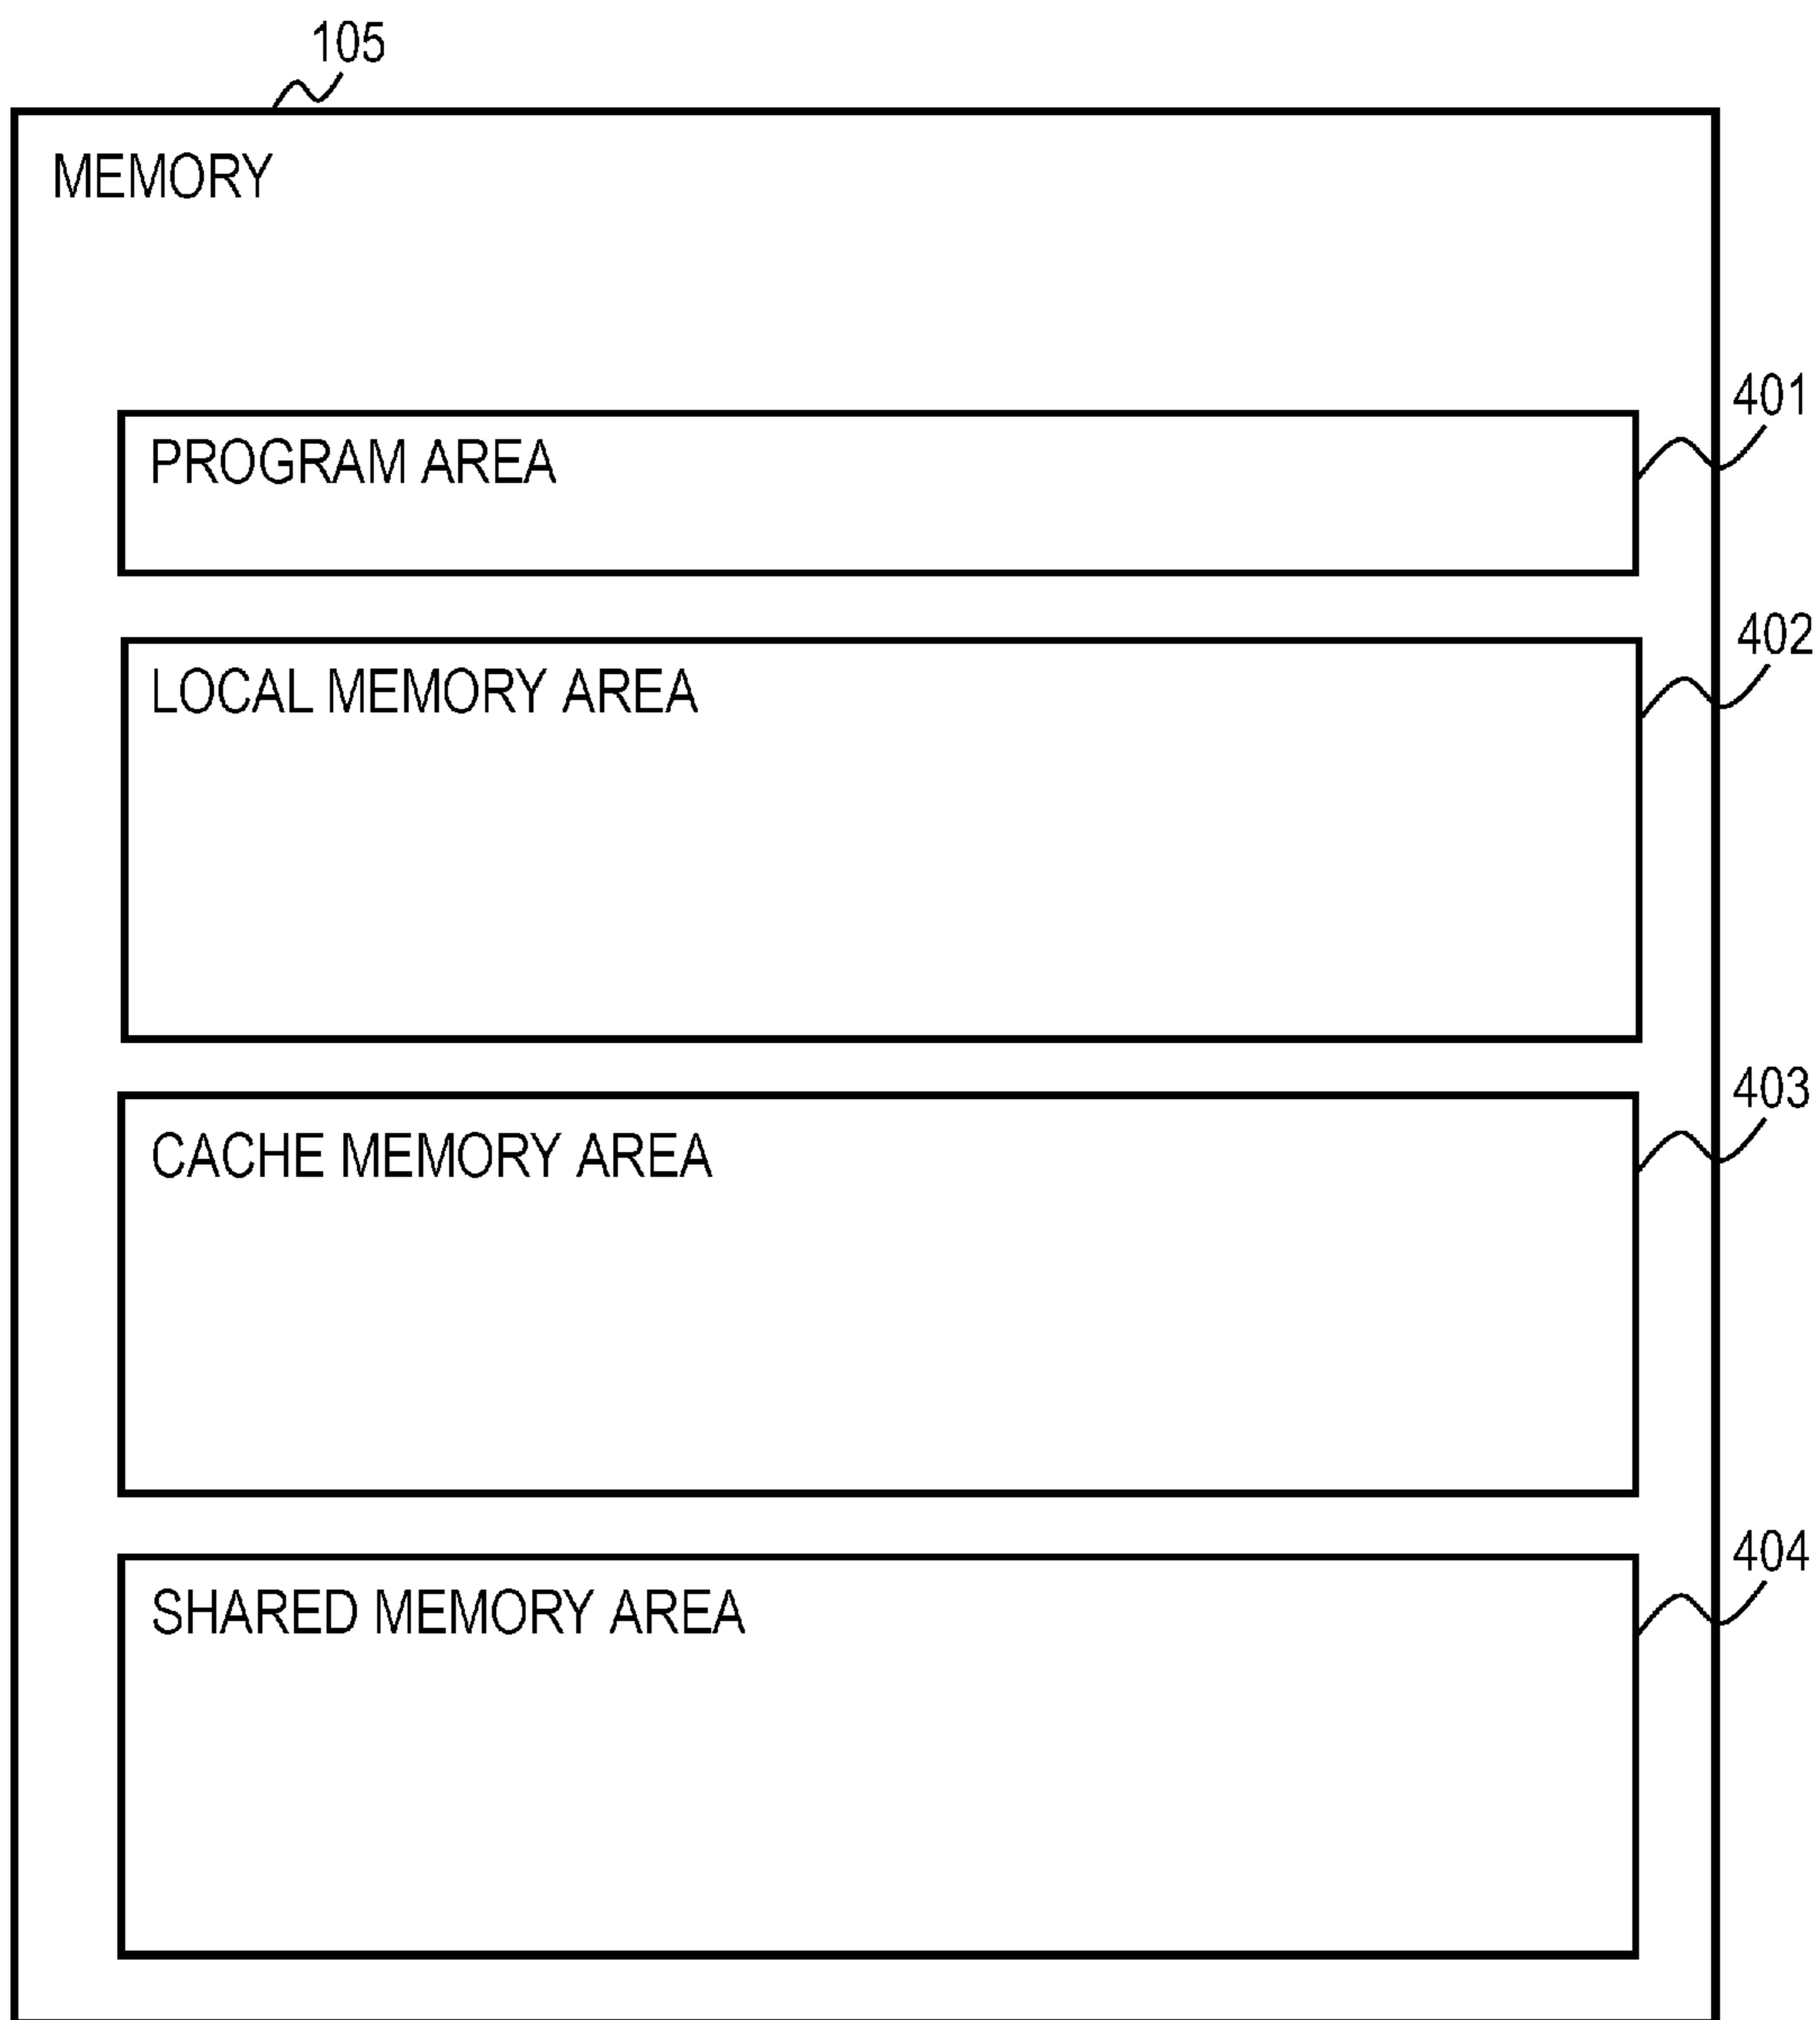 105
MEMORY
401
PROGRAM AREA
402
LOCAL MEMORY AREA
403
CACHE MEMORY AREA
404
SHARED MEMORY AREA